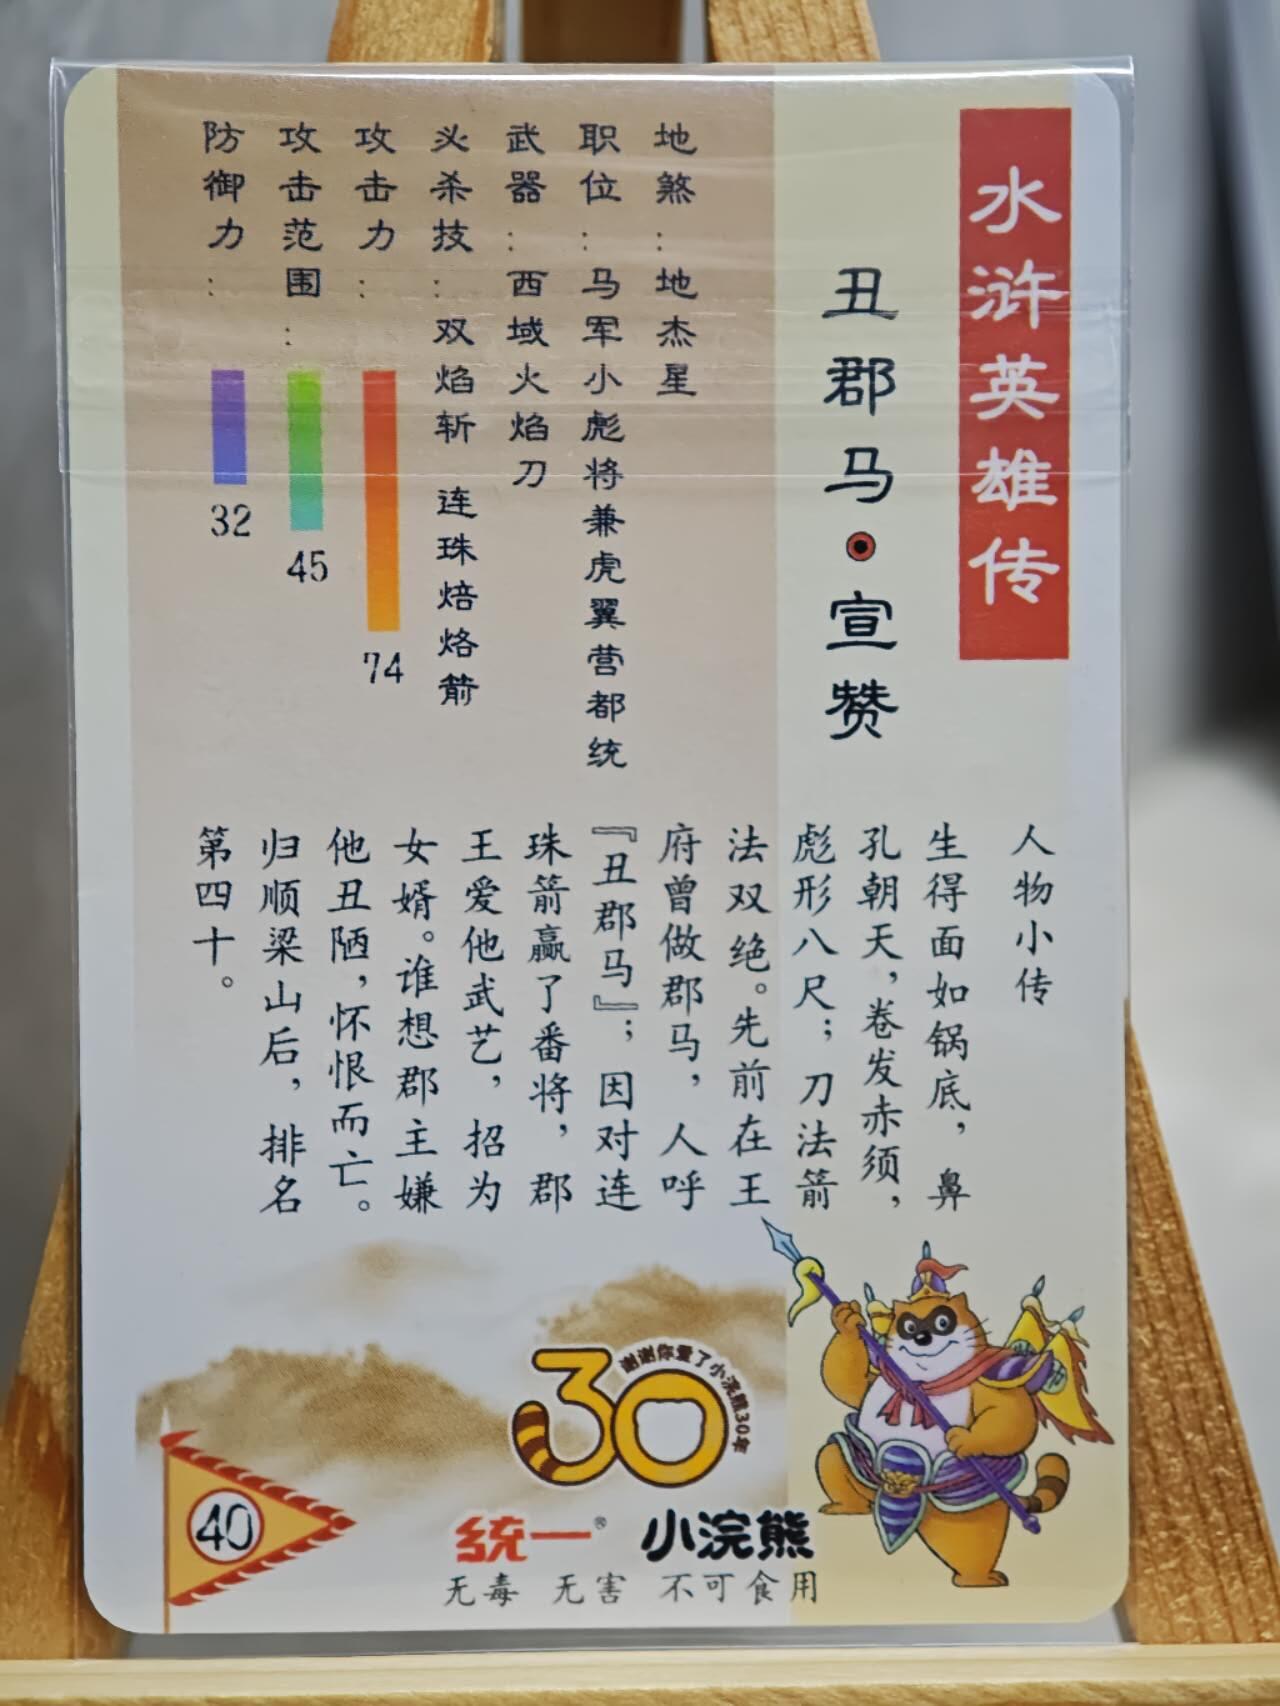 水浒英雄传
丑郡马·宣赞
地煞：地杰星
职位：马军小彪将兼虎翼营都统
武器：西域火焰刀
必杀技：双焰斩 连珠焙烙箭
攻击力：
74
攻击范围：
45
防御力：
32
人物小传
生得面如锅底，鼻
孔朝天，卷发赤须，
彪形八尺；刀法箭
法双绝。先前在王
府曾做郡马，人呼
『丑郡马』；因对连
珠箭赢了番将，郡
王爱他武艺，招为
女婿。谁想郡主嫌
他丑陋，怀恨而亡。
归顺梁山后，排名
第四十。
谢谢你爱了小浣熊30年
30
统一® 小浣熊
无毒 无害 不可食用
40